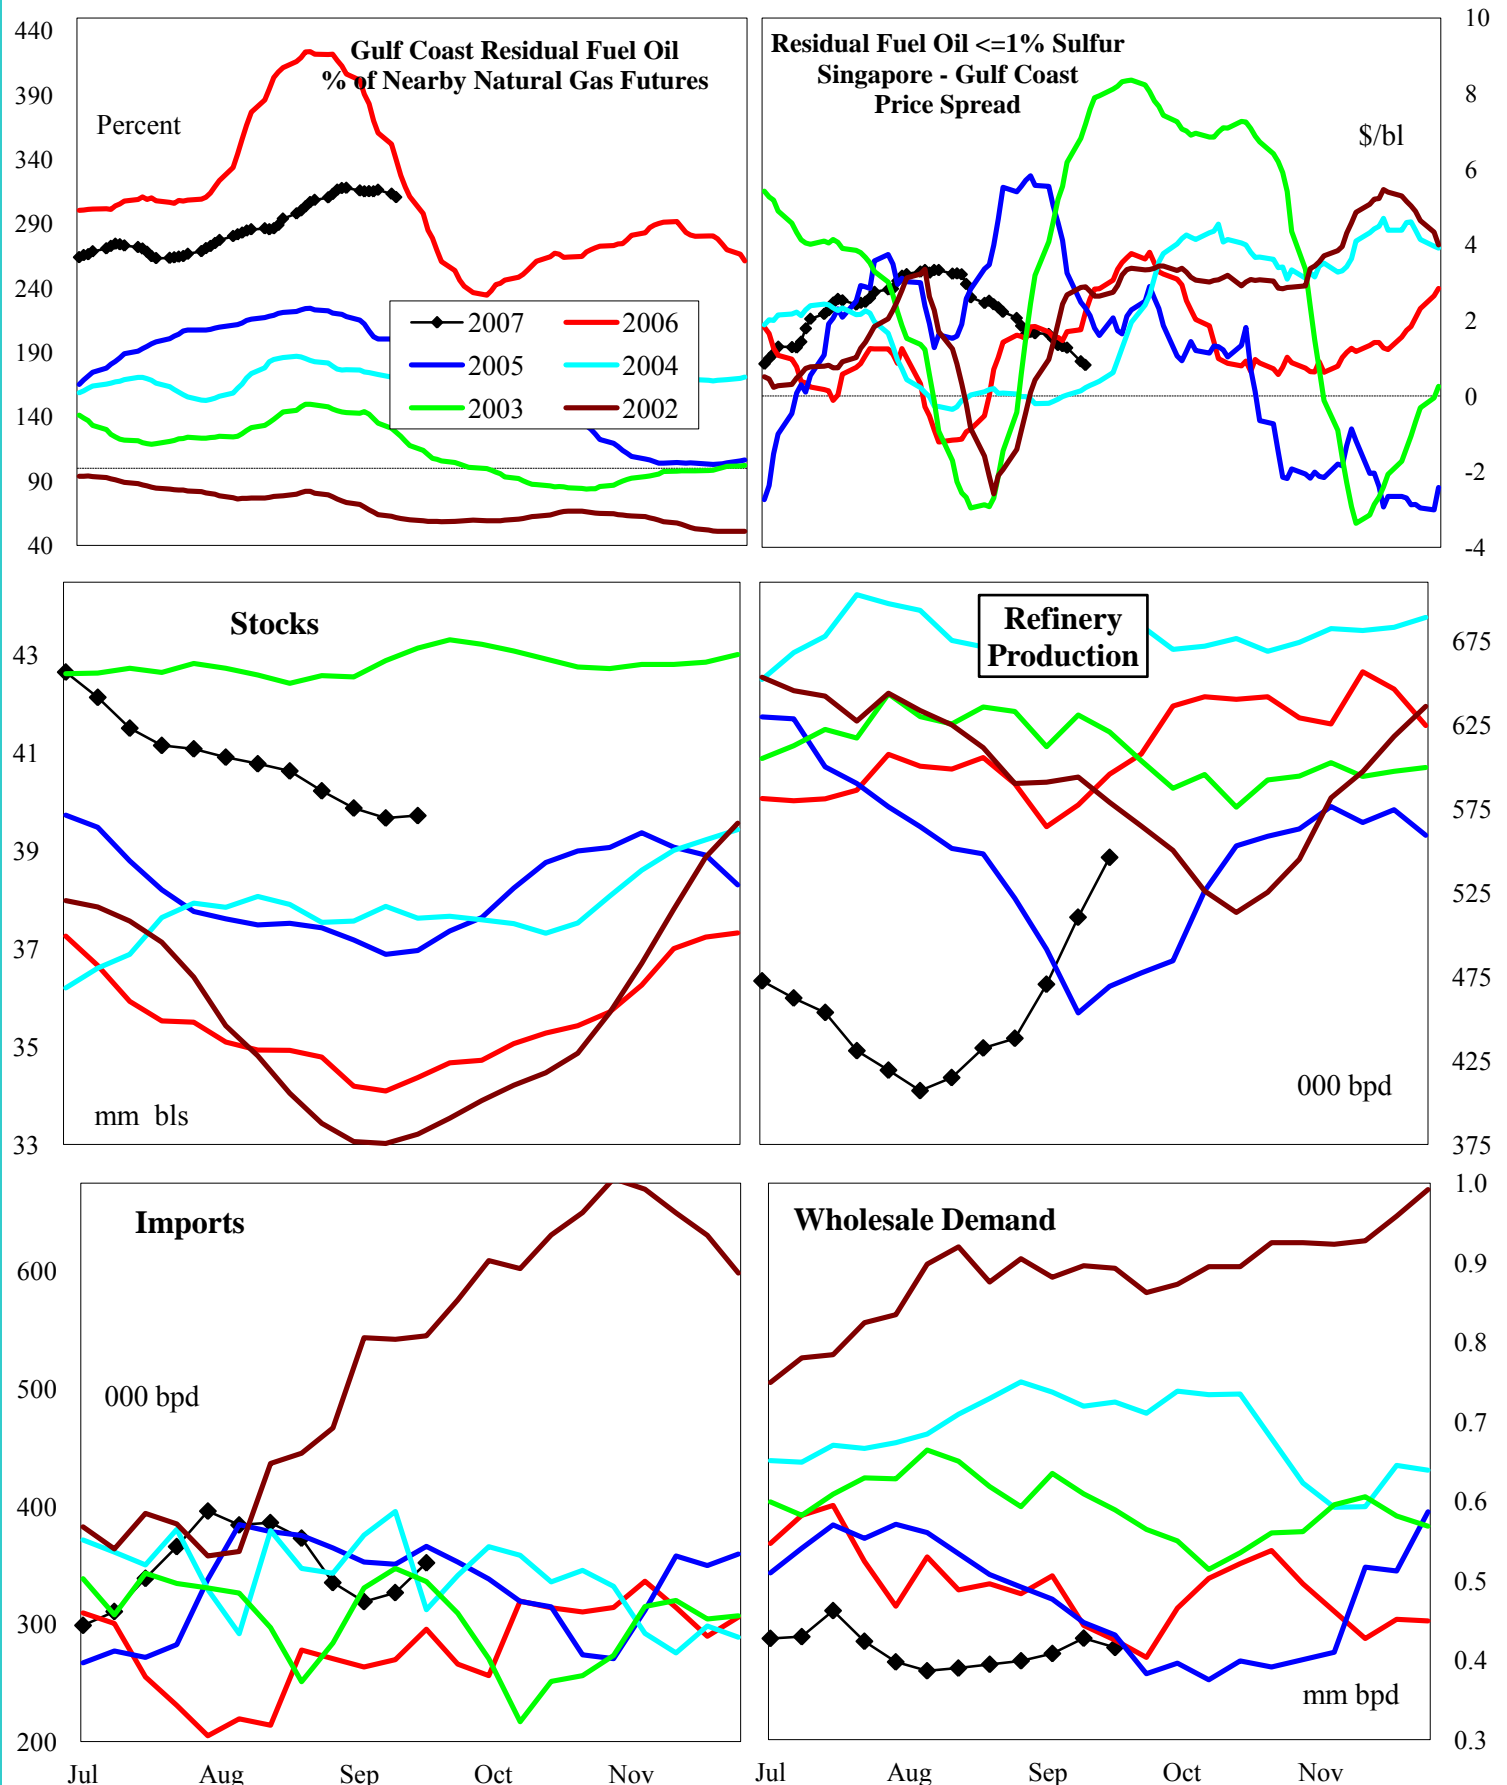 Gulf Coast Residual Fuel Oil
% of Nearby Natural Gas Futures
Percent
440
390
340
290
240
190
140
90
40
2007
2006
2005
2004
2003
2002
Residual Fuel Oil <=1% Sulfur
Singapore - Gulf Coast
Price Spread
$/bl
10
8
6
4
2
0
-2
-4
Stocks
43
41
39
37
35
33
mm bls
Refinery
Production
675
625
575
525
475
425
375
000 bpd
Imports
600
500
400
300
200
000 bpd
Jul
Aug
Sep
Oct
Nov
Wholesale Demand
1.0
0.9
0.8
0.7
0.6
0.5
0.4
0.3
mm bpd
Jul
Aug
Sep
Oct
Nov